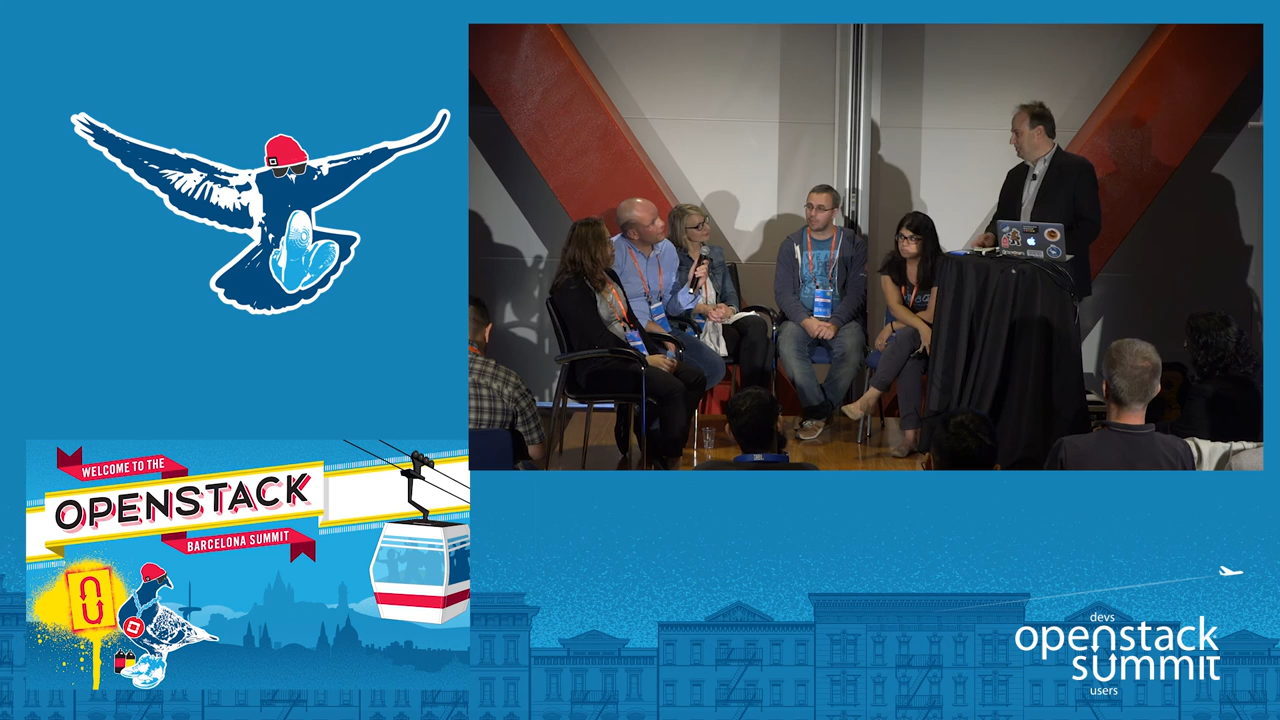 WELCOME TO THE
OPENSTACK
BARCELONA SUMMIT
devs
openstack
summit
users